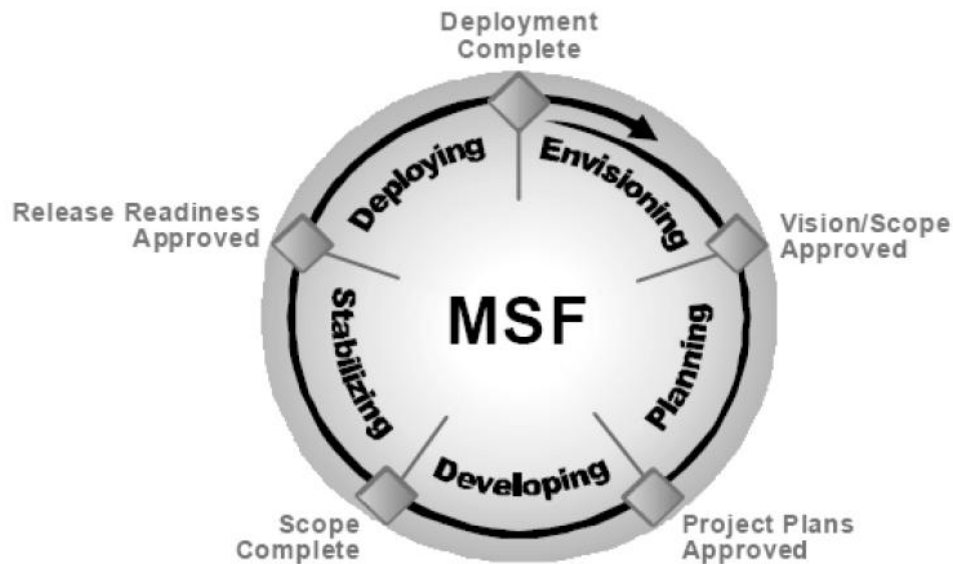 Deployment
Complete
Deploying
Envisioning
Release Readiness
Approved
Vision/Scope
Approved
MSF
Stabilizing
Planning
Developing
Scope
Complete
Project Plans
Approved